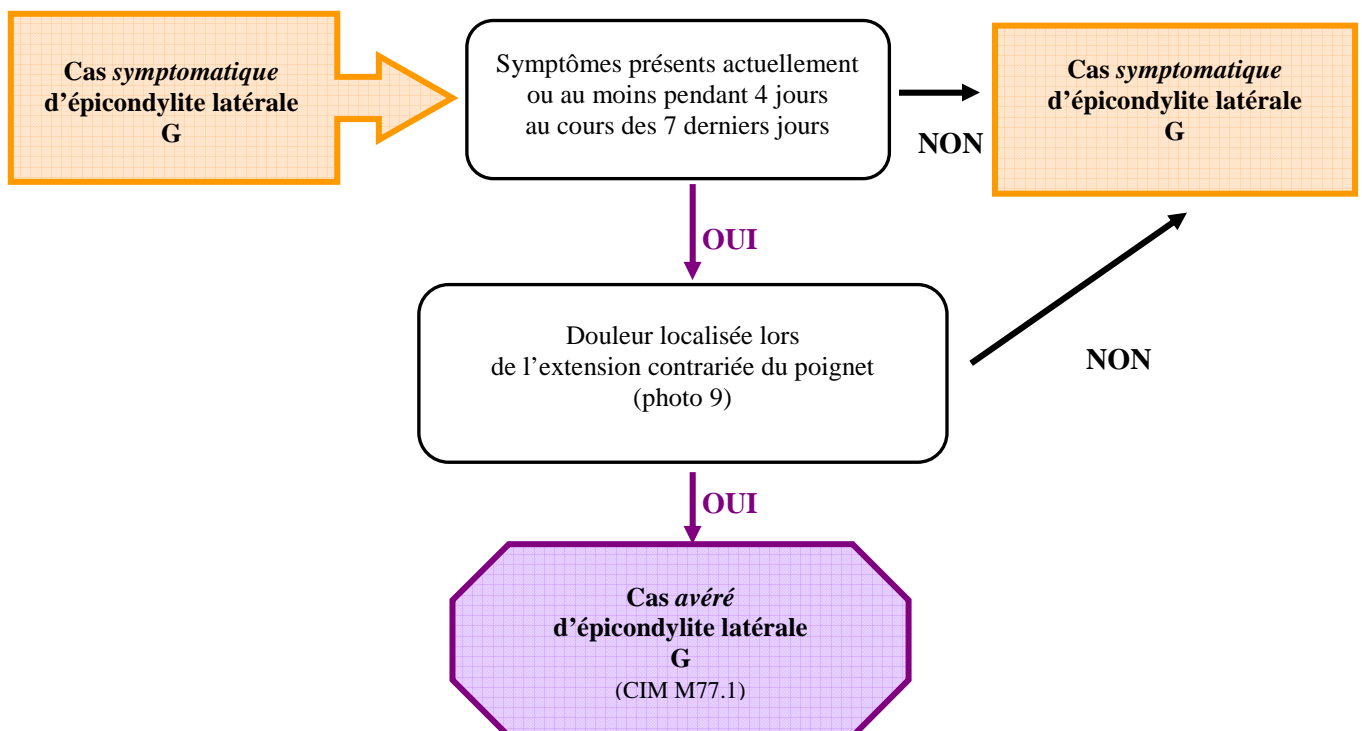 Cas symptomatique
d'épicondylite latérale
G
Symptômes présents actuellement
ou au moins pendant 4 jours
au cours des 7 derniers jours
NON
Cas symptomatique
d'épicondylite latérale
G
OUI
Douleur localisée lors
de l'extension contrariée du poignet
(photo 9)
NON
OUI
Cas avéré
d'épicondylite latérale
G
(CIM M77.1)